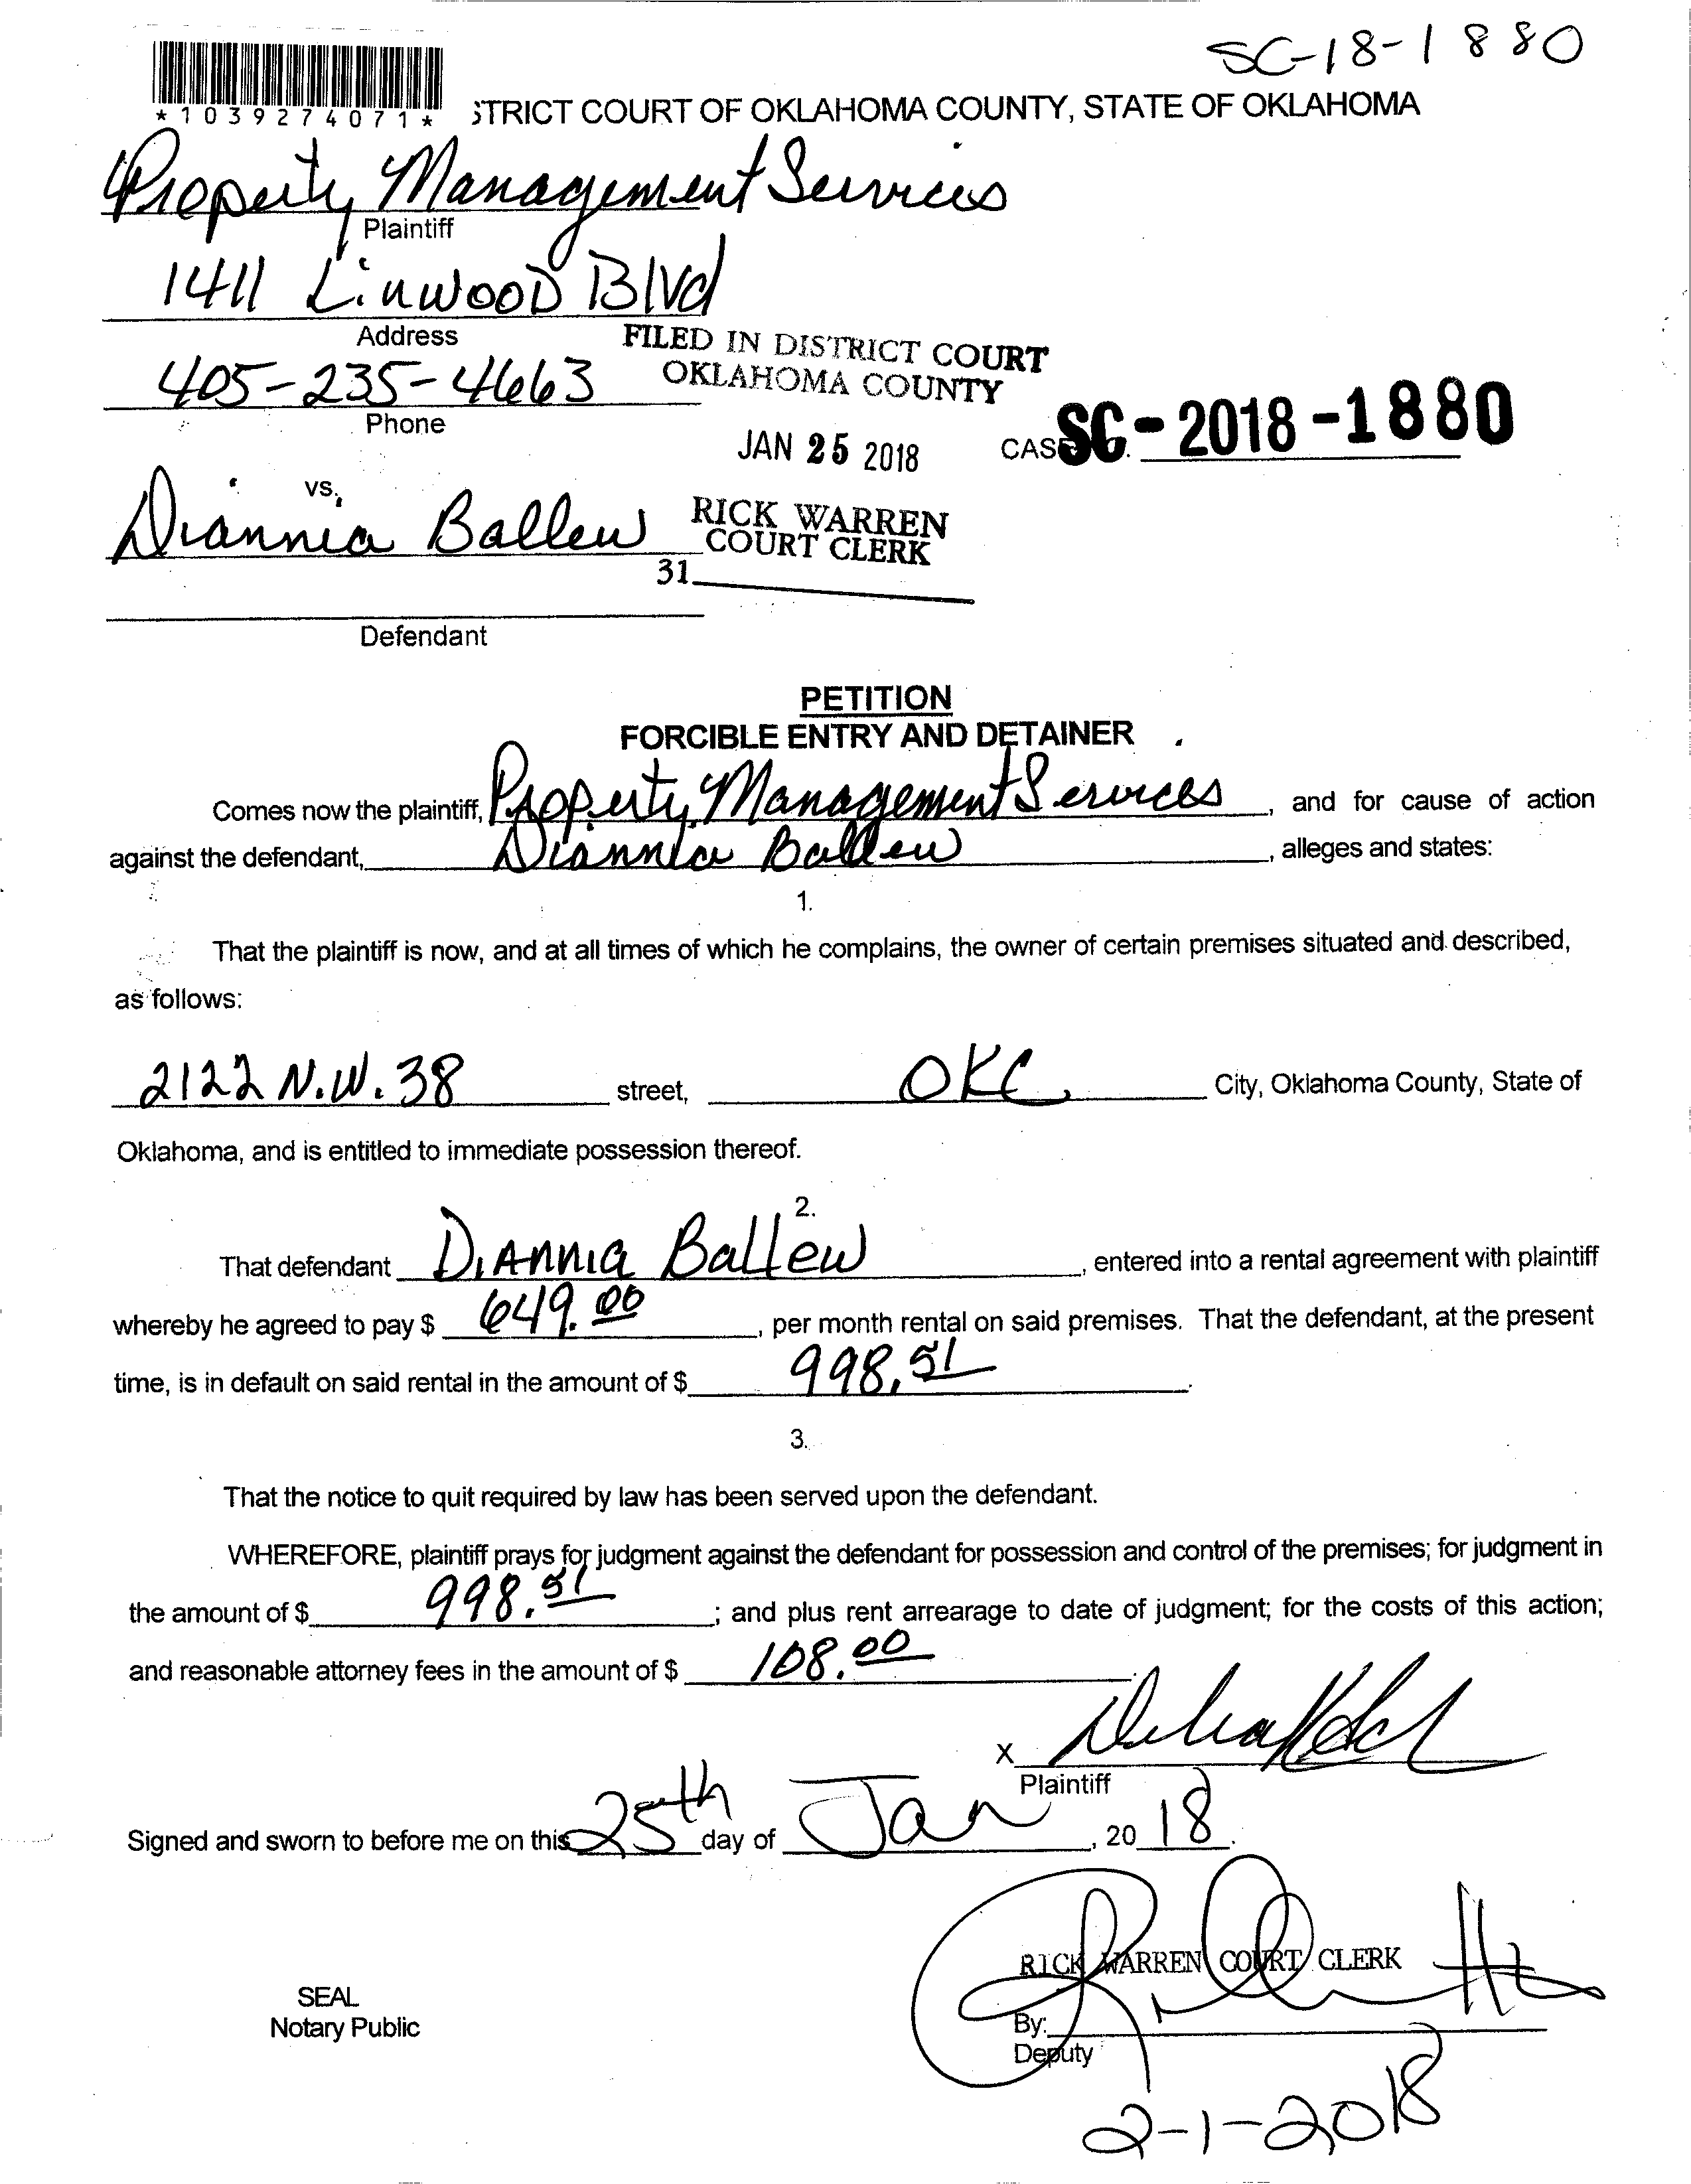 SC-18-1880
*1039274071*
STRICT COURT OF OKLAHOMA COUNTY, STATE OF OKLAHOMA
Property Management Services
Plaintiff
1411 Linwood Blvd
Address
FILED IN DISTRICT COURT
OKLAHOMA COUNTY
405-235-4663
Phone
JAN 25 2018
CASE SC-2018-1880
vs.
Diannia Ballew
RICK WARREN
COURT CLERK
31
Defendant
PETITION
FORCIBLE ENTRY AND DETAINER
Comes now the plaintiff, Property Management Services, and for cause of action
against the defendant, Diannia Ballew, alleges and states:
1.
That the plaintiff is now, and at all times of which he complains, the owner of certain premises situated and described,
as follows:
2122 N.W. 38 street, OKC, City, Oklahoma County, State of
Oklahoma, and is entitled to immediate possession thereof.
2.
That defendant Diannia Ballew, entered into a rental agreement with plaintiff
whereby he agreed to pay $ 649.00, per month rental on said premises. That the defendant, at the present
time, is in default on said rental in the amount of $ 998.51.
3.
That the notice to quit required by law has been served upon the defendant.
WHEREFORE, plaintiff prays for judgment against the defendant for possession and control of the premises; for judgment in
the amount of $ 998.51; and plus rent arrearage to date of judgment; for the costs of this action;
and reasonable attorney fees in the amount of $ 108.00.
X
Plaintiff
Signed and sworn to before me on this 25th day of Jan, 2018.
RICK WARREN COURT CLERK
SEAL
Notary Public
By:
Deputy
2-1-2018